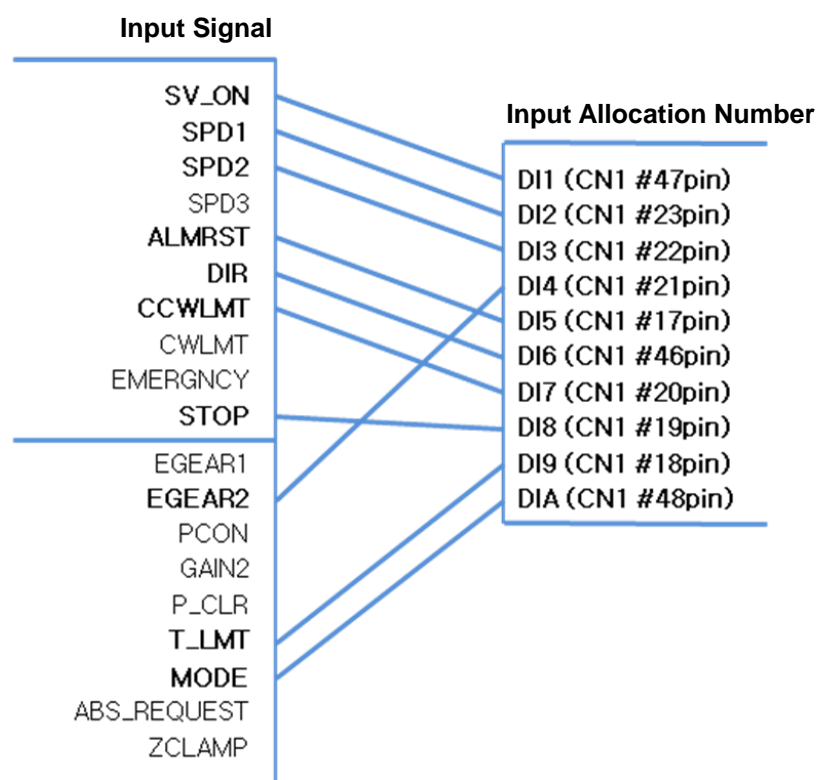 Input Signal
SV_ON
SPD1
SPD2
SPD3
ALMRST
DIR
CCWLMT
CWLMT
EMERGNCY
STOP
EGEAR1
EGEAR2
PCON
GAIN2
P_CLR
T_LMT
MODE
ABS_REQUEST
ZCLAMP
Input Allocation Number
DI1 (CN1 #47pin)
DI2 (CN1 #23pin)
DI3 (CN1 #22pin)
DI4 (CN1 #21pin)
DI5 (CN1 #17pin)
DI6 (CN1 #46pin)
DI7 (CN1 #20pin)
DI8 (CN1 #19pin)
DI9 (CN1 #18pin)
DIA (CN1 #48pin)